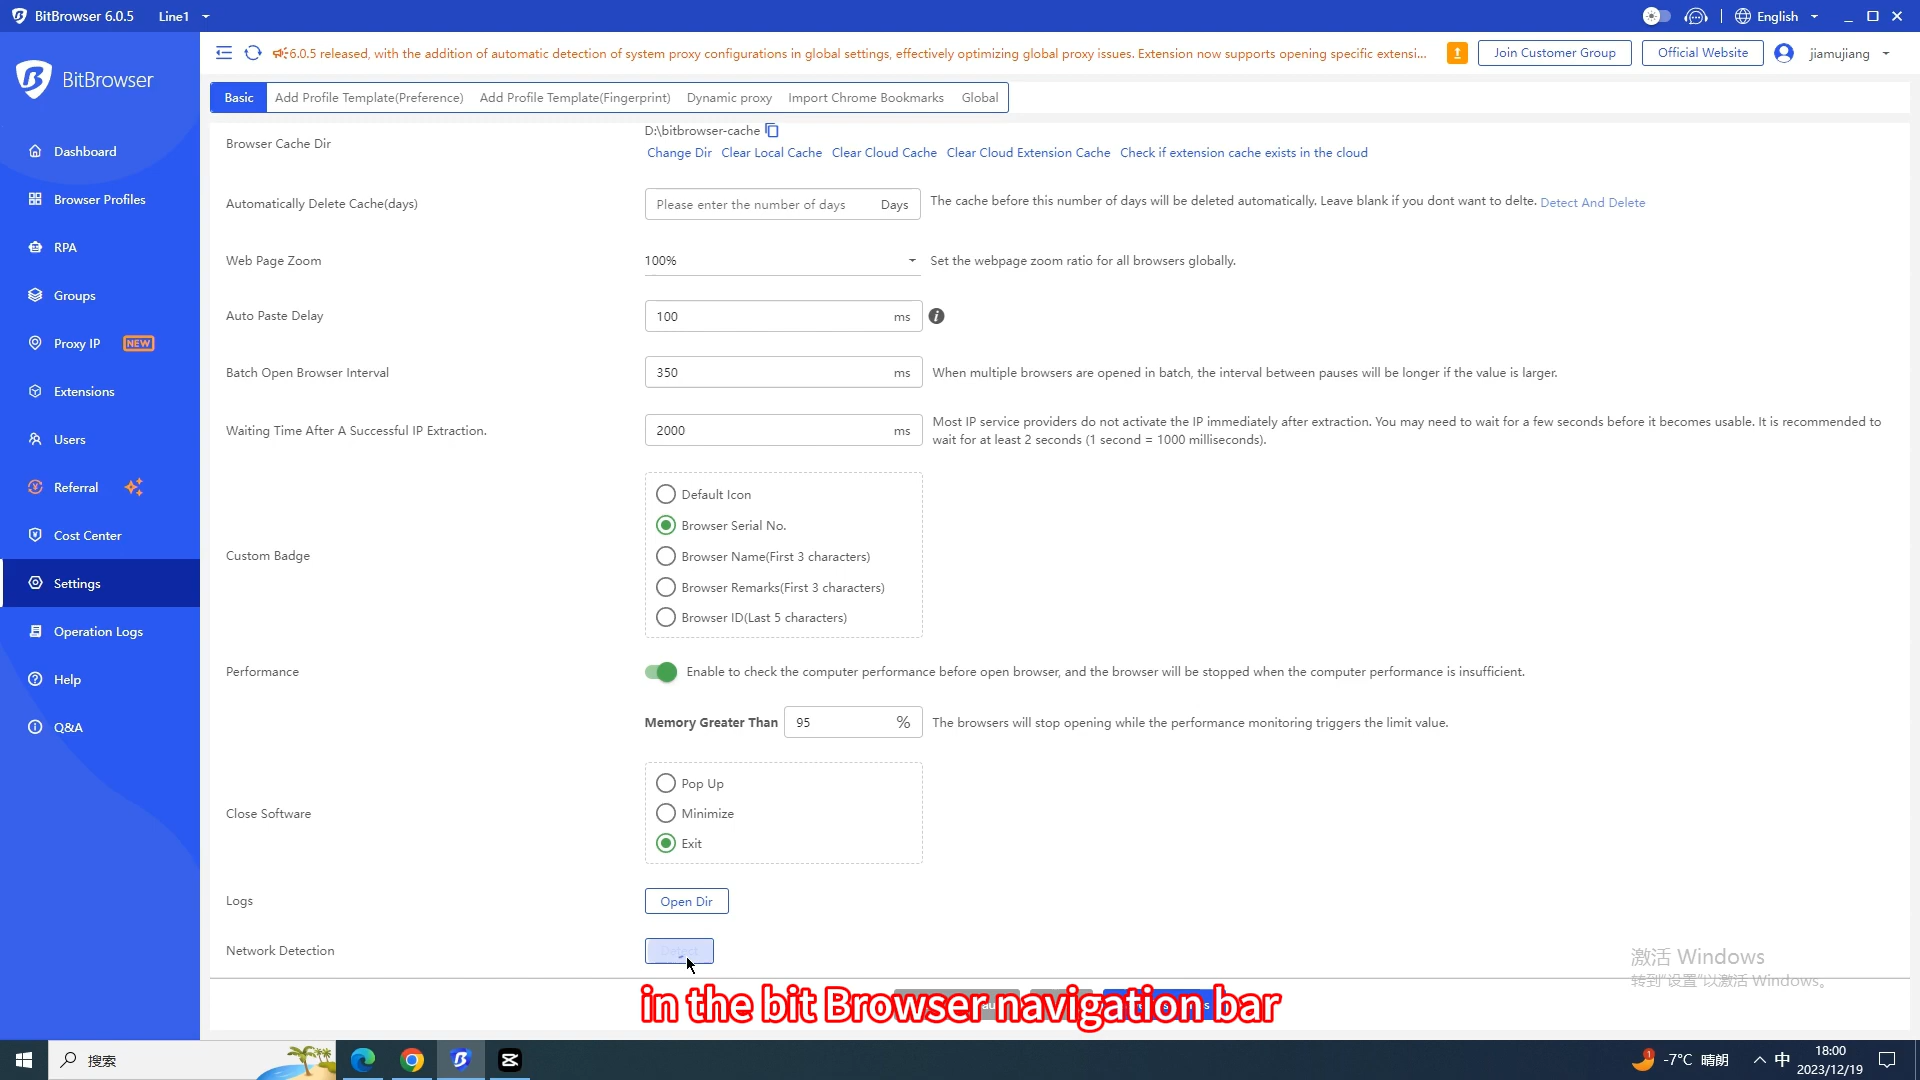 BitBrowser 6.0.5
Line1
English
BitBrowser
6.0.5 released, with the addition of automatic detection of system proxy configurations in global settings, effectively optimizing global proxy issues. Extension now supports opening specific extensi...
Join Customer Group
Official Website
jiamujiang
Basic
Add Profile Template(Preference)
Add Profile Template(Fingerprint)
Dynamic proxy
Import Chrome Bookmarks
Global
Dashboard
Browser Profiles
RPA
Groups
Proxy IP
NEW
Extensions
Users
Referral
Cost Center
Settings
Operation Logs
Help
Q&A
Browser Cache Dir
D:\bitbrowser-cache
Change Dir
Clear Local Cache
Clear Cloud Cache
Clear Cloud Extension Cache
Check if extension cache exists in the cloud
Automatically Delete Cache(days)
Please enter the number of days
Days
The cache before this number of days will be deleted automatically. Leave blank if you dont want to delte.
Detect And Delete
Web Page Zoom
100%
Set the webpage zoom ratio for all browsers globally.
Auto Paste Delay
100
ms
Batch Open Browser Interval
350
ms
When multiple browsers are opened in batch, the interval between pauses will be longer if the value is larger.
Waiting Time After A Successful IP Extraction.
2000
ms
Most IP service providers do not activate the IP immediately after extraction. You may need to wait for a few seconds before it becomes usable. It is recommended to
wait for at least 2 seconds (1 second = 1000 milliseconds).
Custom Badge
Default Icon
Browser Serial No.
Browser Name(First 3 characters)
Browser Remarks(First 3 characters)
Browser ID(Last 5 characters)
Performance
Enable to check the computer performance before open browser, and the browser will be stopped when the computer performance is insufficient.
Memory Greater Than
95
%
The browsers will stop opening while the performance monitoring triggers the limit value.
Close Software
Pop Up
Minimize
Exit
Logs
Open Dir
Network Detection
激活 Windows
转到"设置"以激活 Windows。
in the bit Browser navigation bar
搜索
1
-7°C 晴朗
中
18:00
2023/12/19